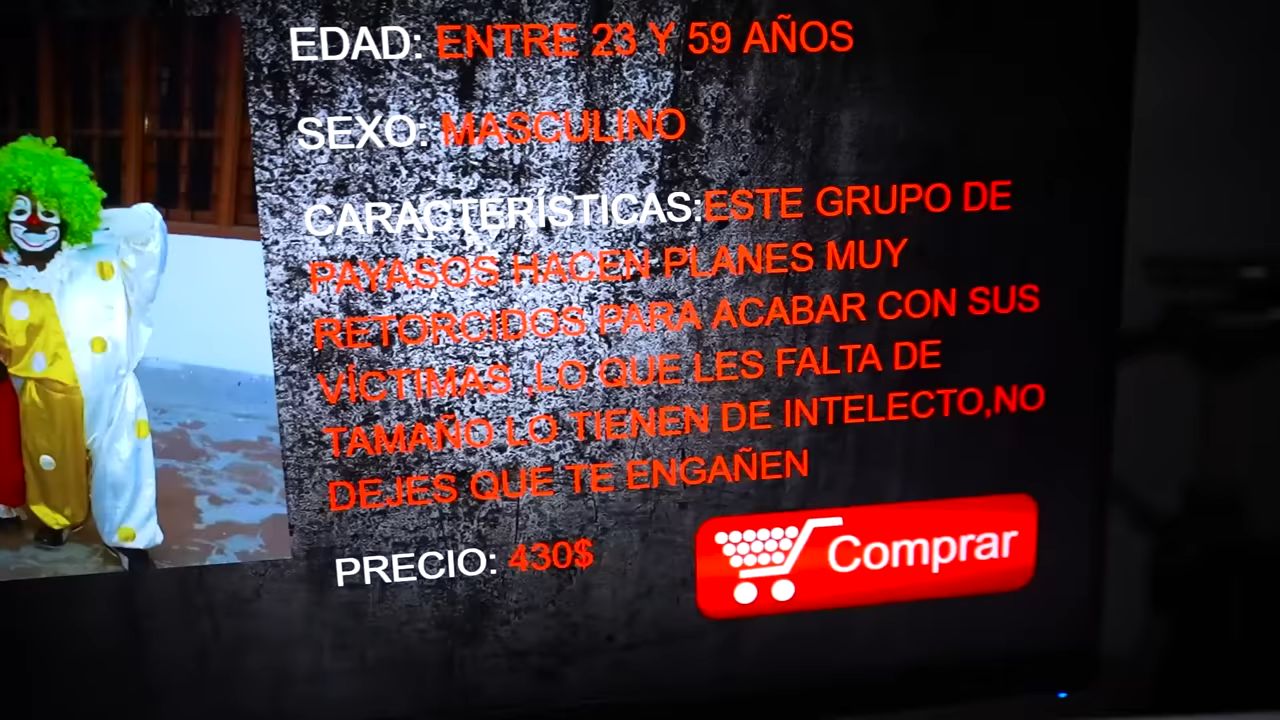 EDAD: ENTRE 23 Y 59 AÑOS
SEXO: MASCULINO
CARACTERÍSTICAS:ESTE GRUPO DE
PAYASOS HACEN PLANES MUY
RETORCIDOS PARA ACABAR CON SUS
VÍCTIMAS ,LO QUE LES FALTA DE
TAMAÑO LO TIENEN DE INTELECTO,NO
DEJES QUE TE ENGAÑEN
PRECIO: 430$
Comprar